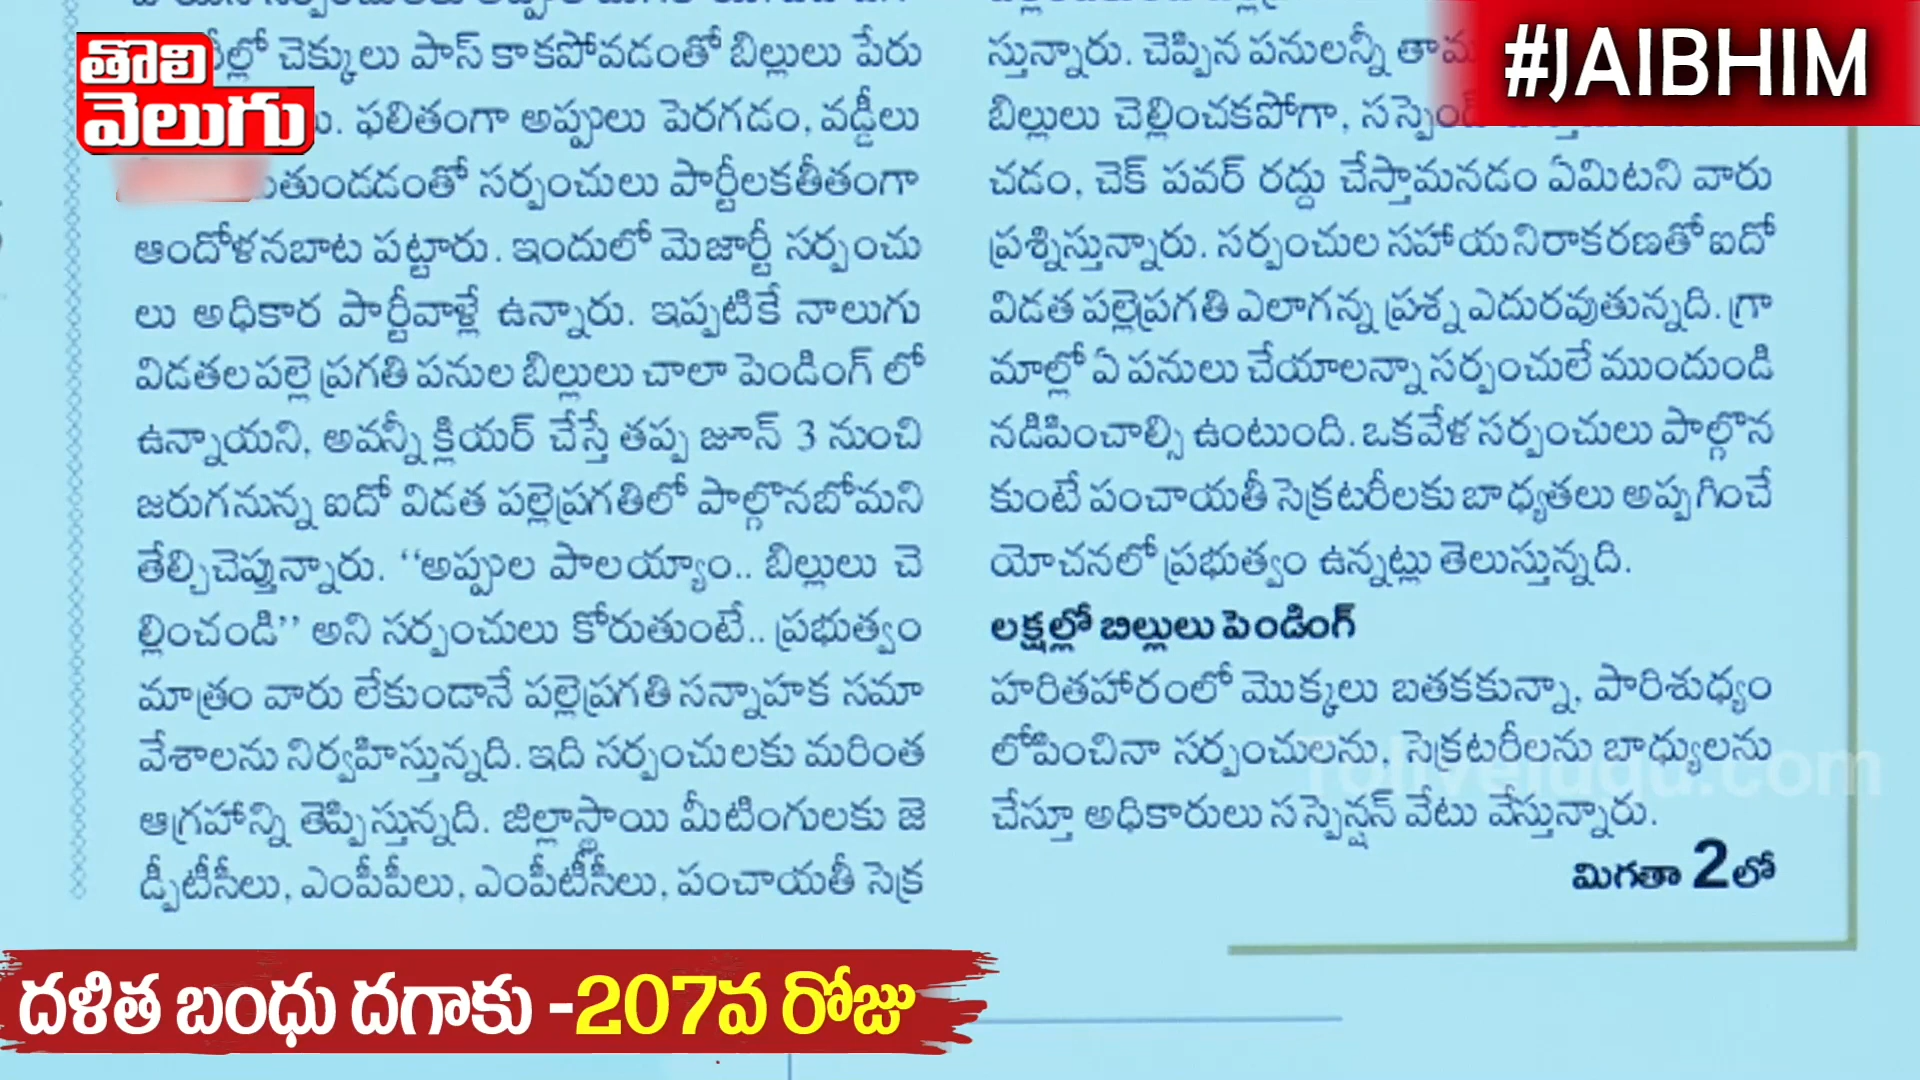 తొలి
వెలుగు
#JAIBHIM
ల్లో చెక్కులు పాస్ కాకపోవడంతో బిల్లులు పేరు
ఫలితంగా అప్పులు పెరగడం, వడ్డీలు
తుండడంతో సర్పంచులు పార్టీలకతీతంగా
ఆందోళనబాట పట్టారు. ఇందులో మెజార్టీ సర్పంచు
లు అధికార పార్టీవాళ్లే ఉన్నారు. ఇప్పటికే నాలుగు
విడతల పల్లె ప్రగతి పనుల బిల్లులు చాలా పెండింగ్ లో
ఉన్నాయని, అవన్నీ క్లియర్ చేస్తే తప్ప జూన్ 3 నుంచి
జరుగనున్న ఐదో విడత పల్లెప్రగతిలో పాల్గొనబోమని
తేల్చిచెప్తున్నారు. ‘‘అప్పుల పాలయ్యాం.. బిల్లులు చె
ల్లించండి’’ అని సర్పంచులు కోరుతుంటే.. ప్రభుత్వం
మాత్రం వారు లేకుండానే పల్లెప్రగతి సన్నాహక సమా
వేశాలను నిర్వహిస్తున్నది. ఇది సర్పంచులకు మరింత
ఆగ్రహాన్ని తెప్పిస్తున్నది. జిల్లాస్థాయి మీటింగులకు జె
డ్పీటీసీలు, ఎంపీపీలు, ఎంపీటీసీలు, పంచాయతీ సెక్ర
స్తున్నారు. చెప్పిన పనులన్నీ తామ
బిల్లులు చెల్లించకపోగా, సస్పెండ్
చడం, చెక్ పవర్ రద్దు చేస్తామనడం ఏమిటని వారు
ప్రశ్నిస్తున్నారు. సర్పంచుల సహాయ నిరాకరణతో ఐదో
విడత పల్లెప్రగతి ఎలాగన్న ప్రశ్న ఎదురవుతున్నది. గ్రా
మాల్లో ఏ పనులు చేయాలన్నా సర్పంచులే ముందుండి
నడిపించాల్సి ఉంటుంది. ఒకవేళ సర్పంచులు పాల్గొన
కుంటే పంచాయతీ సెక్రటరీలకు బాధ్యతలు అప్పగించే
యోచనలో ప్రభుత్వం ఉన్నట్లు తెలుస్తున్నది.
లక్షల్లో బిల్లులు పెండింగ్
హరితహారంలో మొక్కలు బతకకున్నా, పారిశుధ్యం
లోపించినా సర్పంచులను, సెక్రటరీలను బాధ్యులను
చేస్తూ అధికారులు సస్పెన్షన్ వేటు వేస్తున్నారు.
మిగతా 2లో
Tolivelugu.com
దళిత బంధు దగాకు -207వ రోజు